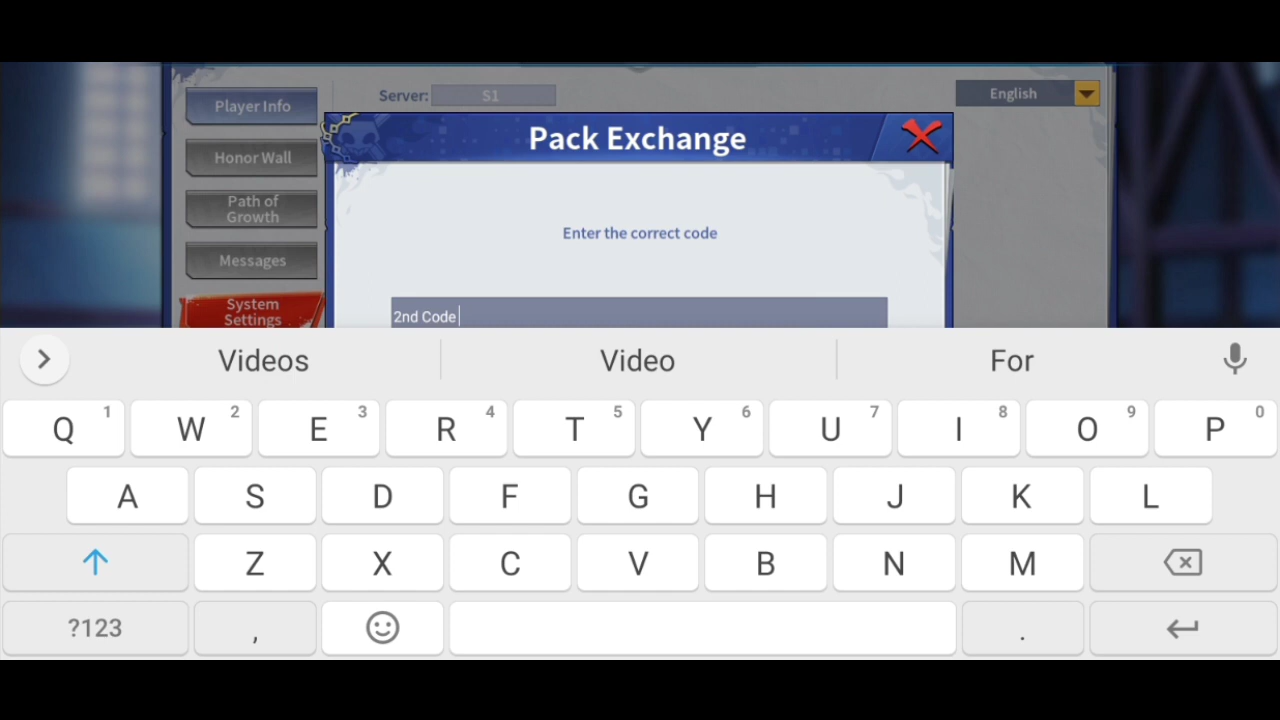 Player Info
Server: S1
English
Pack Exchange
Honor Wall
Path of
Growth
Enter the correct code
Messages
System
Settings
2nd Code
Videos Video For
Q 1 W 2 E 3 R 4 T 5 Y 6 U 7 I 8 O 9 P 0
A S D F G H J K L
Z X C V B N M
?123 , .